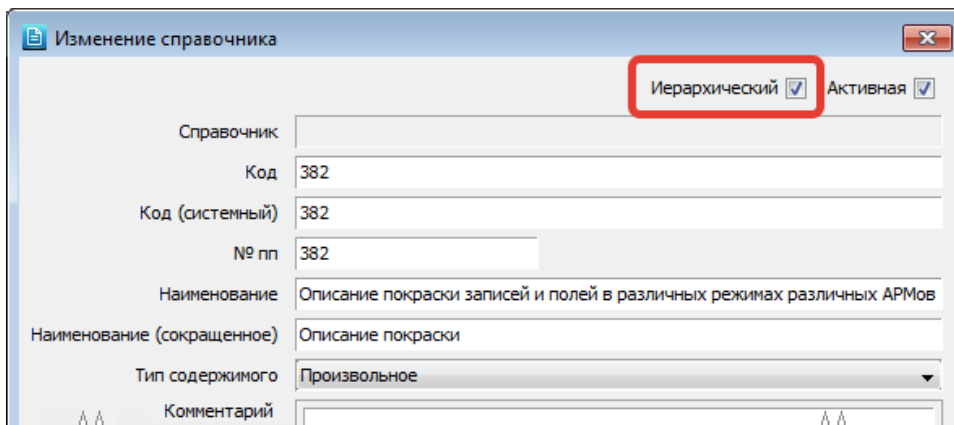 Изменение справочника
Иерархический Активная
Справочник
Код 382
Код (системный) 382
№ пп 382
Наименование Описание покраски записей и полей в различных режимах различных АРМов
Наименование (сокращенное) Описание покраски
Тип содержимого Произвольное
Комментарий